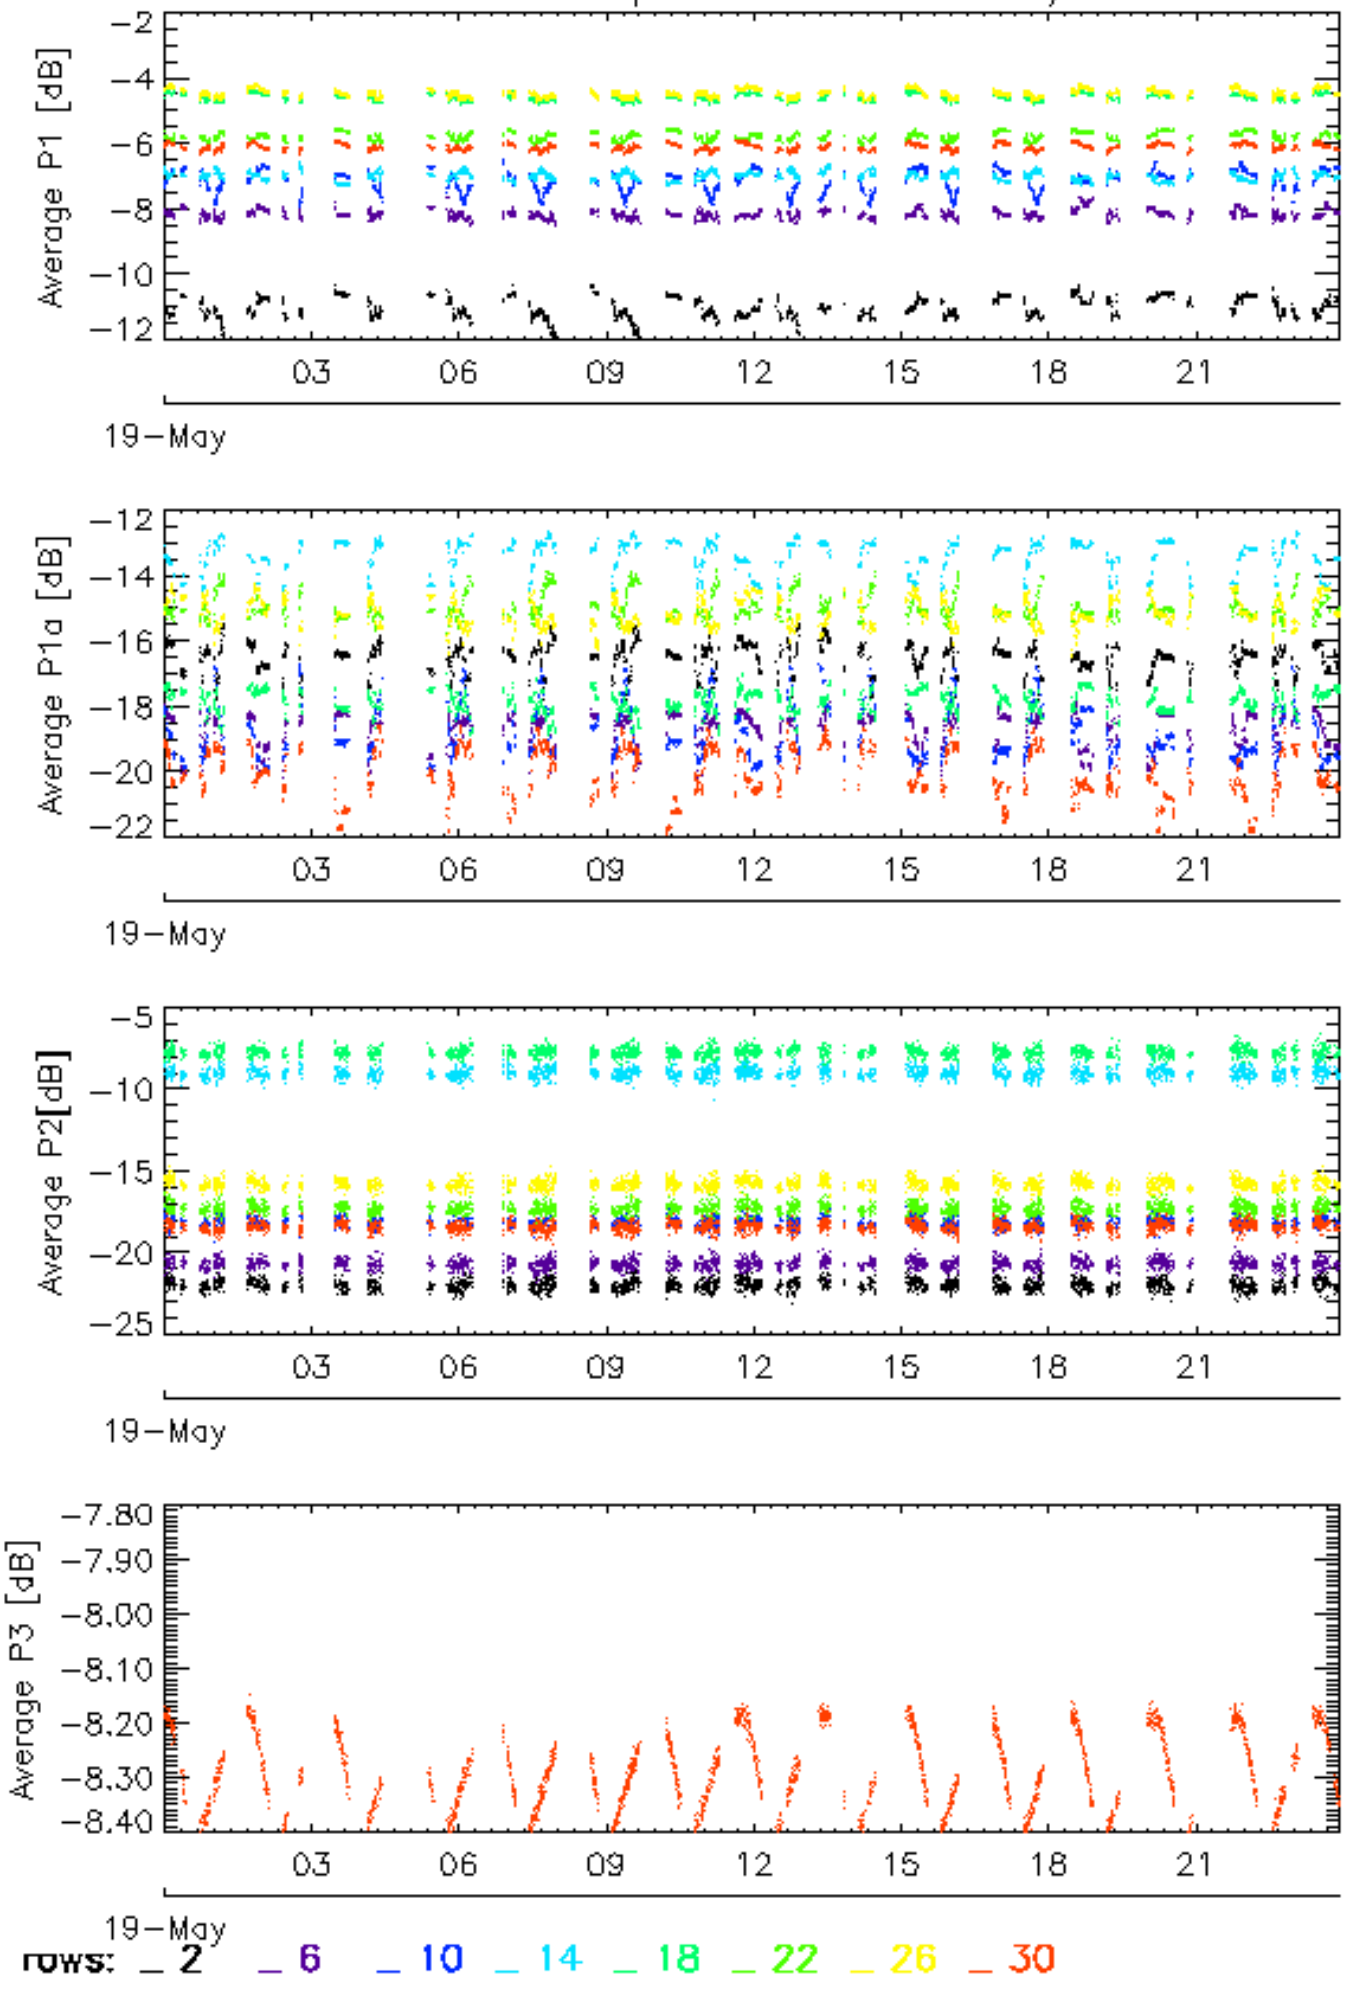 -2
-4
-6
-8
-10
-12
Average P1 [dB]
03 06 09 12 15 18 21
19-May
-12
-14
-16
-18
-20
-22
Average P1a [dB]
03 06 09 12 15 18 21
19-May
-5
-10
-15
-20
-25
Average P2[dB]
03 06 09 12 15 18 21
19-May
-7.80
-7.90
-8.00
-8.10
-8.20
-8.30
-8.40
Average P3 [dB]
03 06 09 12 15 18 21
19-May
rows: _ 2 _ 6 _ 10 _ 14 _ 18 _ 22 _ 26 _ 30